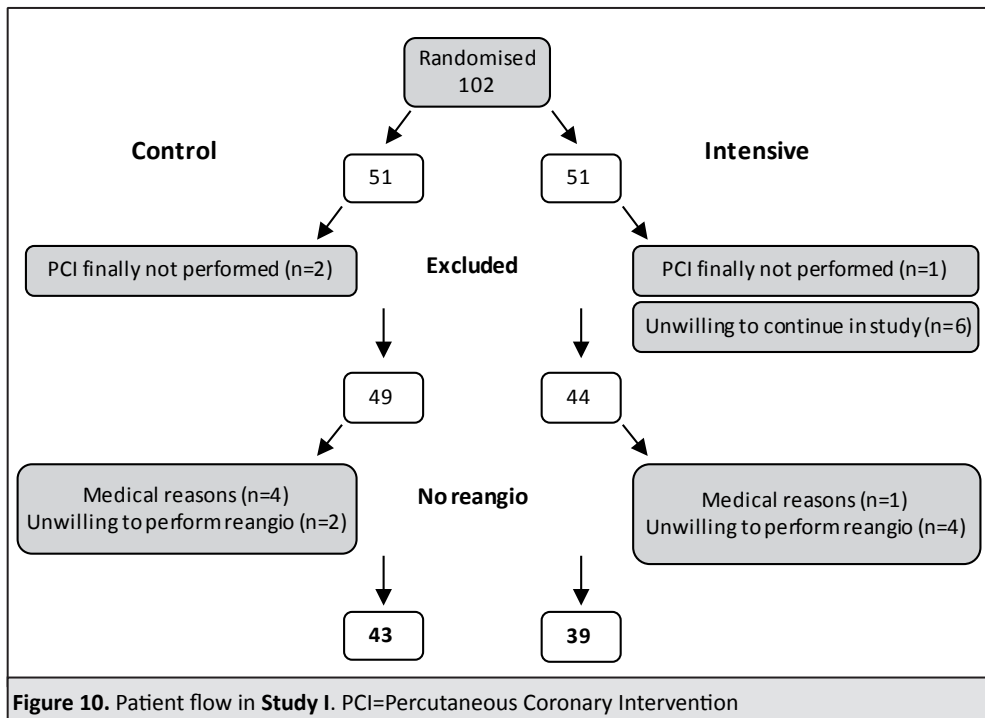 Randomised
102
Control
Intensive
51
51
PCI finally not performed (n=2)
Excluded
PCI finally not performed (n=1)
Unwilling to continue in study (n=6)
49
44
Medical reasons (n=4)
Unwilling to perform reangio (n=2)
No reangio
Medical reasons (n=1)
Unwilling to perform reangio (n=4)
43
39
Figure 10. Patient flow in Study I. PCI=Percutaneous Coronary Intervention